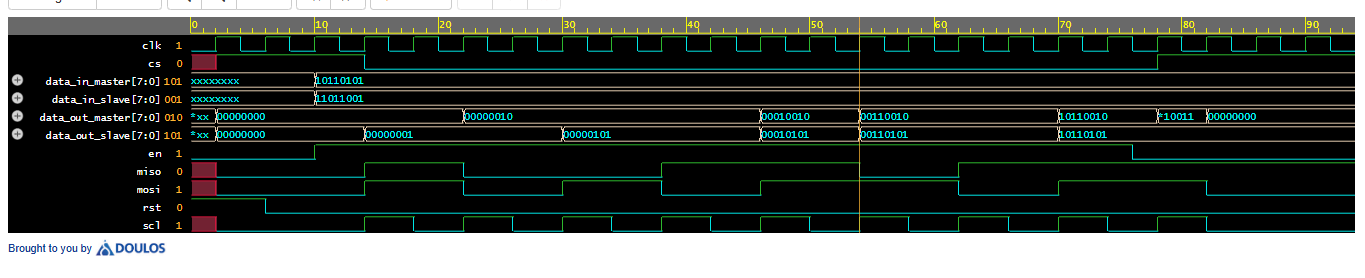 0 10 20 30 40 50 60 70 80 90
clk 1
cs 0
data_in_master[7:0] 101 xxxxxxxx 10110101
data_in_slave[7:0] 001 xxxxxxxx 11011001
data_out_master[7:0] 010 *xx 00000000 00000010 00010010 00110010 10110010 *10011 00000000
data_out_slave[7:0] 101 *xx 00000000 00000001 00000101 00010101 00110101 10110101
en 1
miso 0
mosi 1
rst 0
scl 1
Brought to you by DOULOS